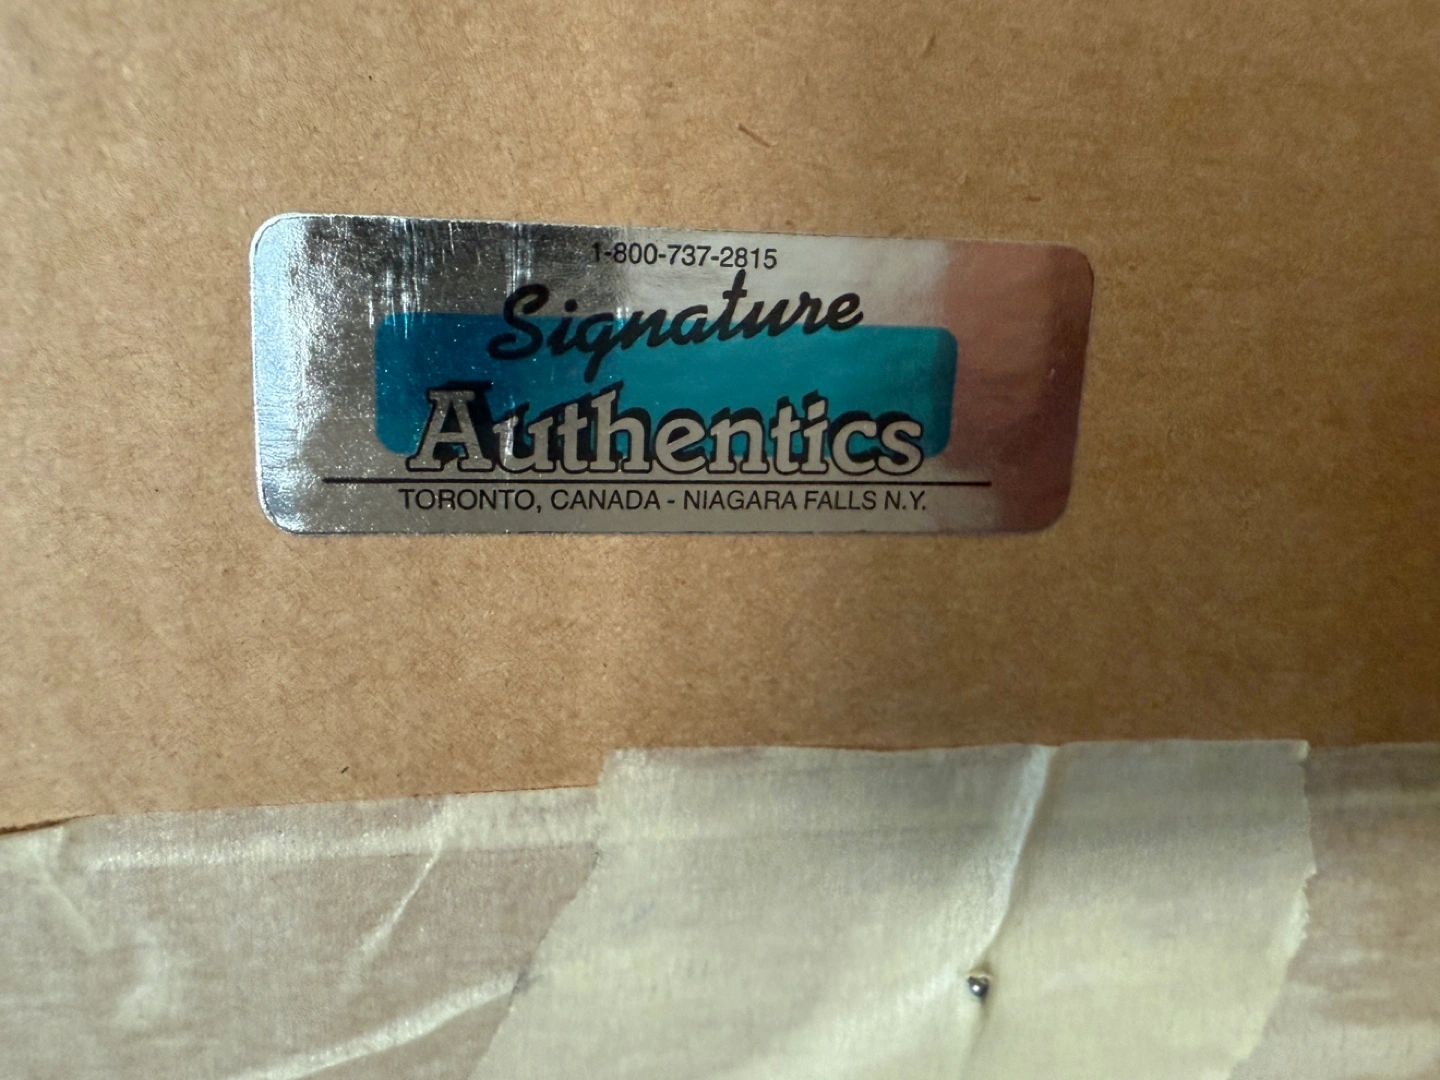 1-800-737-2815
Signature
Authentics
TORONTO, CANADA - NIAGARA FALLS N.Y.